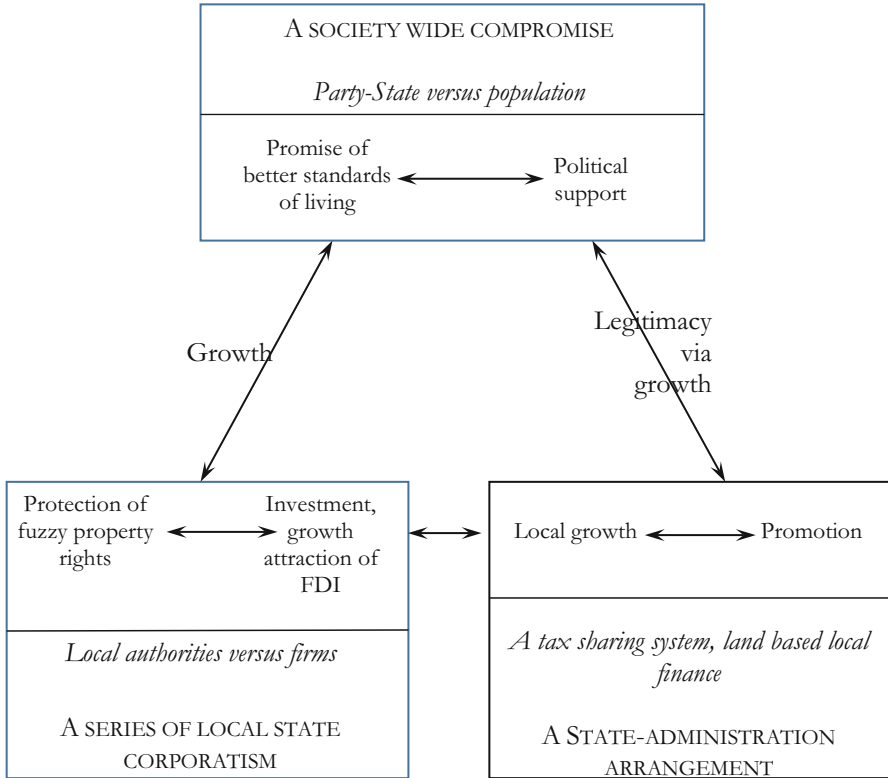 A SOCIETY WIDE COMPROMISE
Party-State versus population
Promise of
better standards
of living
Political
support
Growth
Legitimacy
via
growth
Protection of
fuzzy property
rights
Investment,
growth
attraction of
FDI
Local growth
Promotion
Local authorities versus firms
A SERIES OF LOCAL STATE
CORPORATISM
A tax sharing system, land based local
finance
A STATE-ADMINISTRATION
ARRANGEMENT